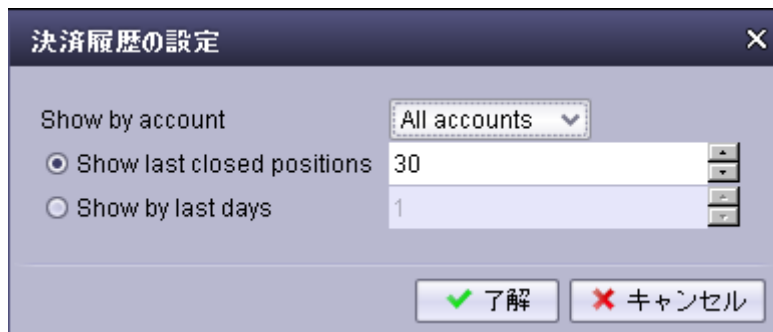 決済履歴の設定
Show by account All accounts
Show last closed positions 30
Show by last days 1
了解 キャンセル